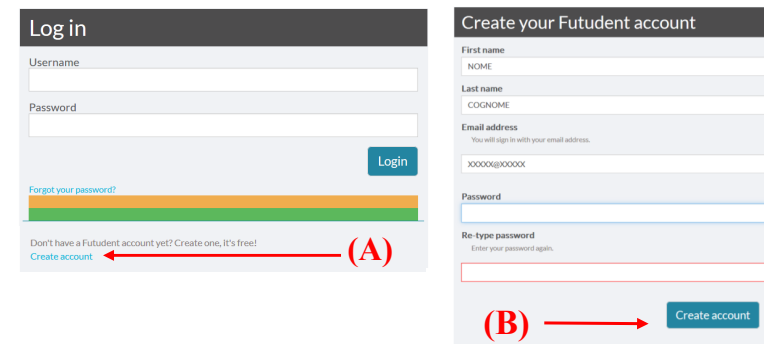 Log in
Username
Password
Login
Forgot your password?
Don't have a Futudent account yet? Create one, it's free!
Create account
(A)
Create your Futudent account
First name
NOME
Last name
COGNOME
Email address
You will sign in with your email address.
XXXXX@XXXXX
Password
Re-type password
Enter your password again.
(B)
Create account